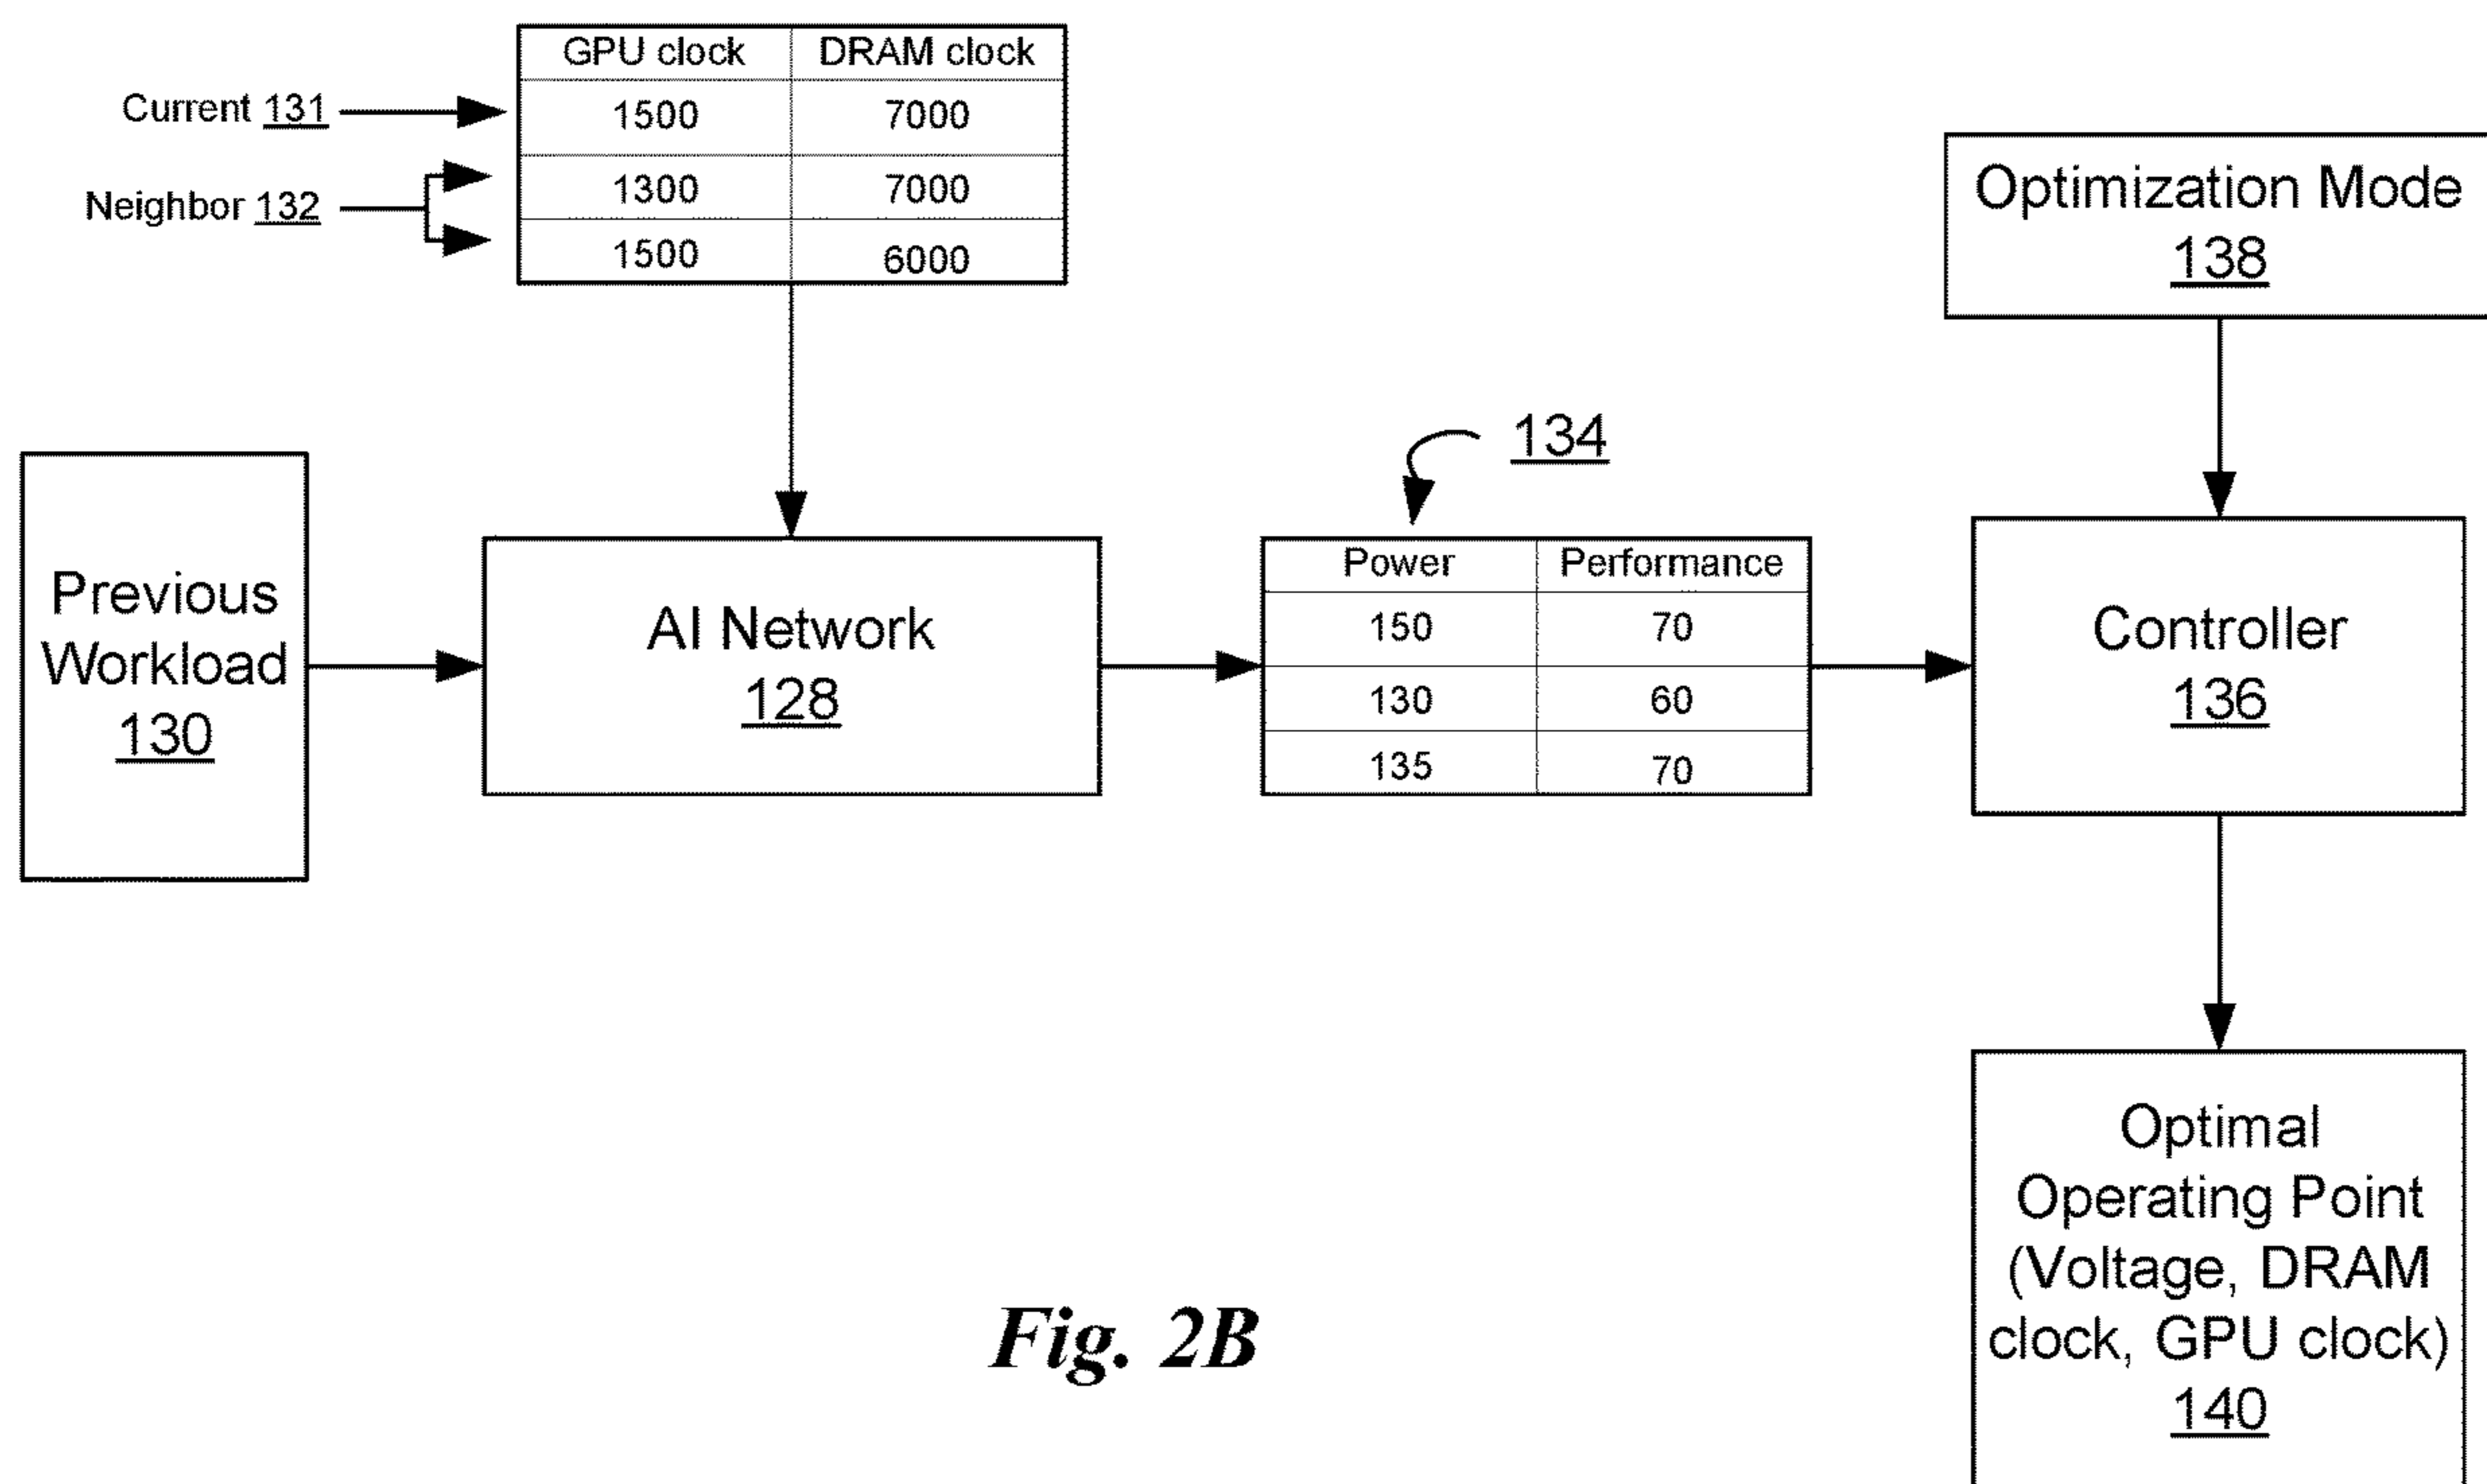 GPU clock DRAM clock
Current 131 1500 7000
Neighbor 132 1300 7000
1500 6000
Optimization Mode
138
134
Previous
Workload
130
AI Network
128
Power Performance
150 70
130 60
135 70
Controller
136
Optimal
Operating Point
(Voltage, DRAM
clock, GPU clock)
140
Fig. 2B